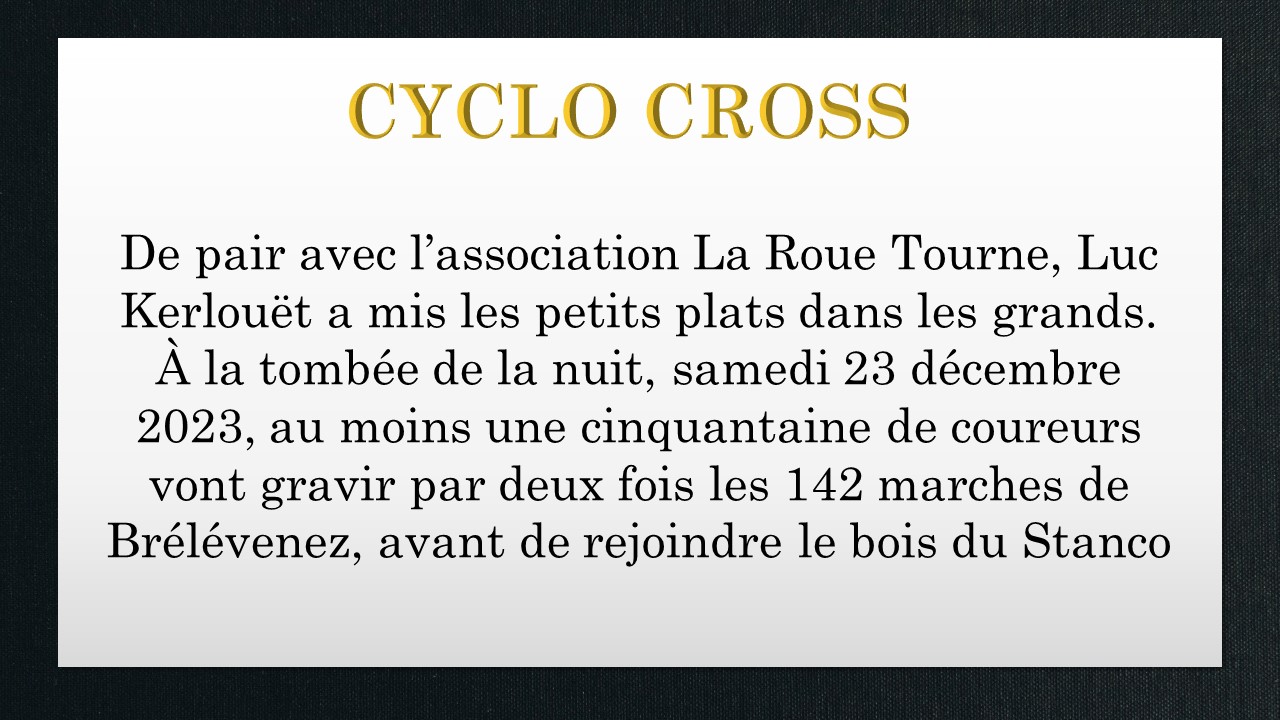 CYCLO CROSS
De pair avec l’association La Roue Tourne, Luc
Kerlouët a mis les petits plats dans les grands.
À la tombée de la nuit, samedi 23 décembre
2023, au moins une cinquantaine de coureurs
vont gravir par deux fois les 142 marches de
Brélévenez, avant de rejoindre le bois du Stanco